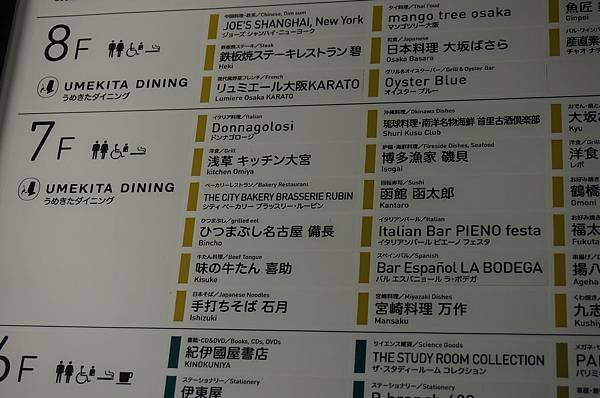 8F
UMEKITA DINING
うめきたダイニング
中国料理・飲茶／Chinese, Dim sum
JOE'S SHANGHAI, New York
ジョーズ シャンハイ・ニューヨーク
鉄板焼ステーキ／Steak
鉄板焼ステーキレストラン 碧
Heki
現代風野菜フレンチ／French
リュミエール大阪KARATO
Lumiere Osaka KARATO
タイ料理／Thai Food
mango tree osaka
マンゴツリー大阪
和食／Japanese
日本料理 大坂ばさら
Osaka Basara
グリル&オイスターバー／Grill & Oyster Bar
Oyster Blue
オイスター ブルー
魚匠
Ginpei
産直素
7F
UMEKITA DINING
うめきたダイニング
イタリア料理／Italian
Donnagolosi
ドンナゴロージ
洋食／Grill
浅草 キッチン大宮
kitchen Omiya
ベーカリーレストラン／Bakery Restaurant
THE CITY BAKERY BRASSERIE RUBIN
シティ ベーカリー ブラッスリー・ルービン
ひつまぶし／grilled eel
ひつまぶし名古屋 備長
Bincho
牛たん料理／Beef Tongue
味の牛たん 喜助
Kisuke
日本そば／Japanese Noodles
手打ちそば 石月
Ishizuki
沖縄料理／Okinawa Dishes
琉球料理・南洋名物海鮮 首里古酒倶楽部
Shuri Kusu Club
炉端・海鮮料理／Fireside Dishes, Seafood
博多漁家 磯貝
Isogai
回転寿司／Sushi
函館 函太郎
Kantaro
イタリアンバール／Italian
Italian Bar PIENO festa
イタリアンバール ピエーノ フェスタ
スペインバル／Spanish
Bar Español LA BODEGA
バル エスパニョール ラ・ボデガ
宮崎料理／Miyazaki Dishes
宮崎料理 万作
Mansaku
大坂
Kyu
洋食
レボ
鶴橋
Omoni
福太
Fukuta
揚八
Ageha
九志
Kushi
6F
書籍・CD&DVD／Books, CDs, DVDs
紀伊國屋書店
KINOKUNIYA
ステーショナリー／Stationery
伊東屋
サイエンス雑貨／Science Goods
THE STUDY ROOM COLLECTION
ザ・スタディールーム コレクション
ステーショナリー／Stationery